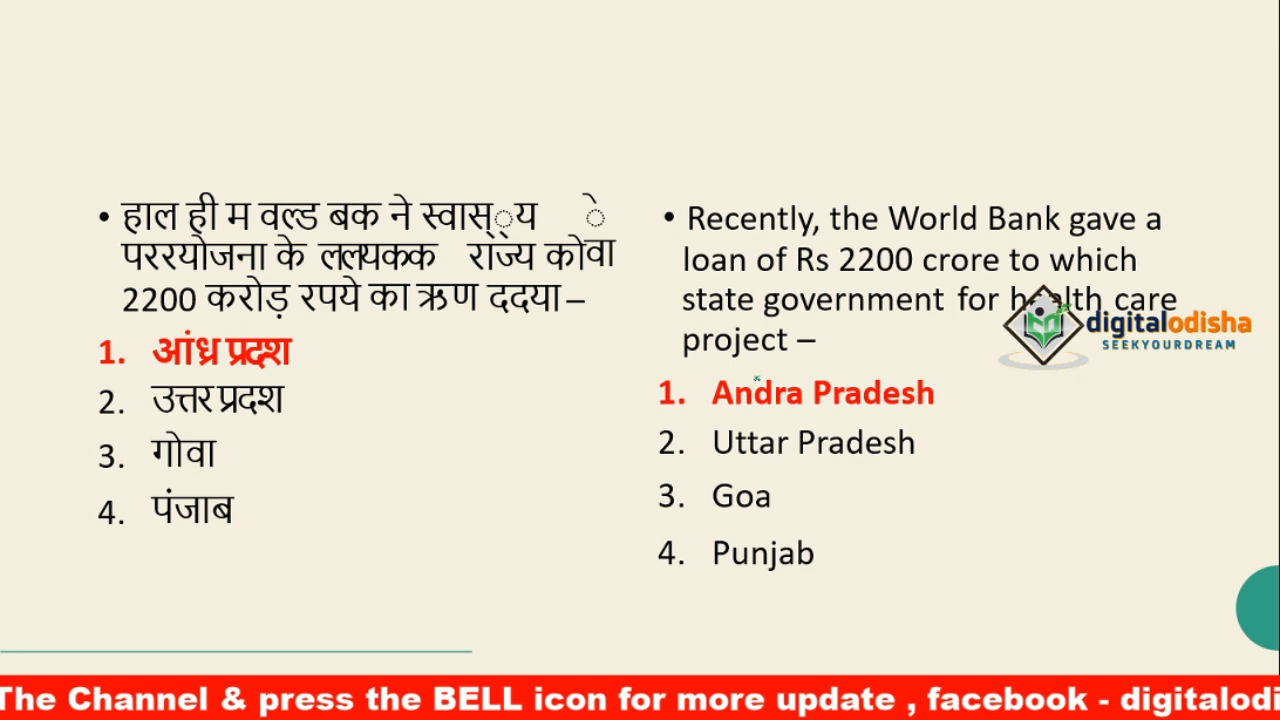 • हाल ही म वल्ड बक ने स्वास््य े
पररयोजना के ललयकक राज्य कोवा
2200 करोड़ रपये का ऋण ददया –
1. आंध्र प्रदश
2. उत्तर प्रदश
3. गोवा
4. पंजाब
• Recently, the World Bank gave a
loan of Rs 2200 crore to which
state government for health care
project –
1. Andra Pradesh
2. Uttar Pradesh
3. Goa
4. Punjab
digitalodisha
SEEKYOURDREAM
The Channel & press the BELL icon for more update , facebook - digitalodi